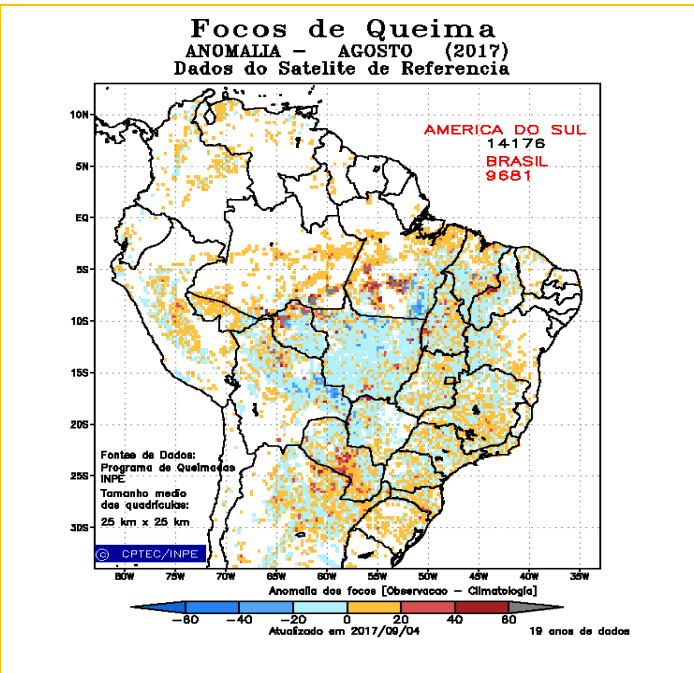 Focos de Queima
ANOMALIA - AGOSTO (2017)
Dados do Satelite de Referencia
AMERICA DO SUL
14176
BRASIL
9681
10N
5N
EQ
5S
10S
15S
20S
25S
30S
Fontes de Dados:
Programa de Queimadas
INPE
Tamanho medio
das quadriculas:
25 km x 25 km
© CPTEC/INPE
80W 75W 70W 65W 60W 55W 50W 45W 40W 35W
Anomalia dos focos [Observacao - Climatologia]
-60 -40 -20 0 20 40 60
Atualizado em 2017/09/04 19 anos de dados